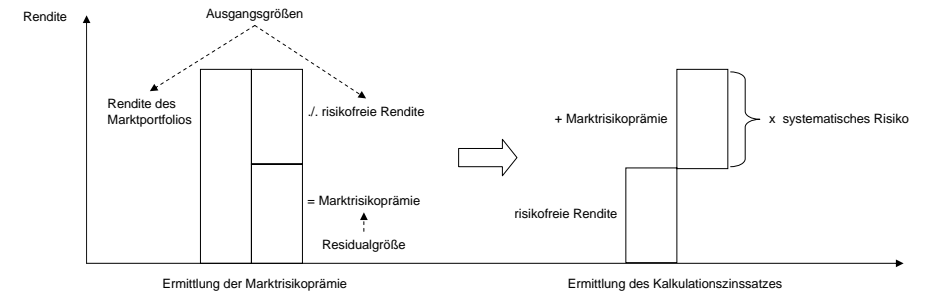 Rendite
Ausgangsgrößen
Rendite des
Marktportfolios
./. risikofreie Rendite
= Marktrisikoprämie
Residualgröße
Ermittlung der Marktrisikoprämie
+ Marktrisikoprämie
x systematisches Risiko
risikofreie Rendite
Ermittlung des Kalkulationszinssatzes